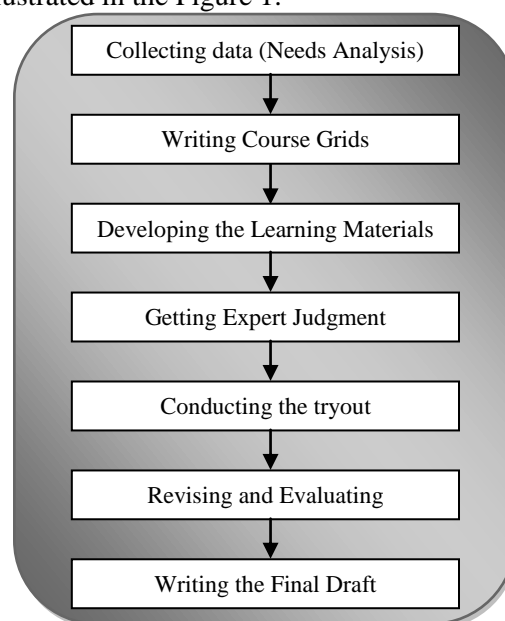 lustrated in the Figure 1.
Collecting data (Needs Analysis)
Writing Course Grids
Developing the Learning Materials
Getting Expert Judgment
Conducting the tryout
Revising and Evaluating
Writing the Final Draft